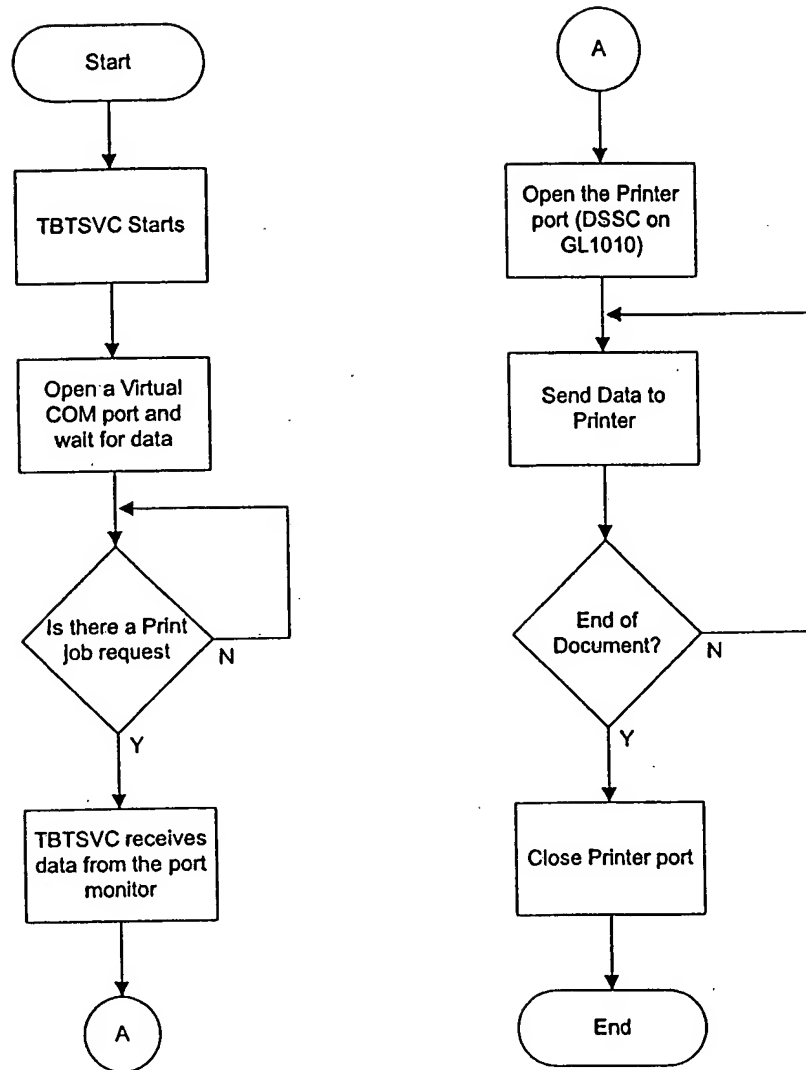 Start
TBTSVC Starts
Open a Virtual
COM port and
wait for data
Is there a Print
job request
N
Y
TBTSVC receives
data from the port
monitor
A
A
Open the Printer
port (DSSC on
GL1010)
Send Data to
Printer
End of
Document?
N
Y
Close Printer port
End